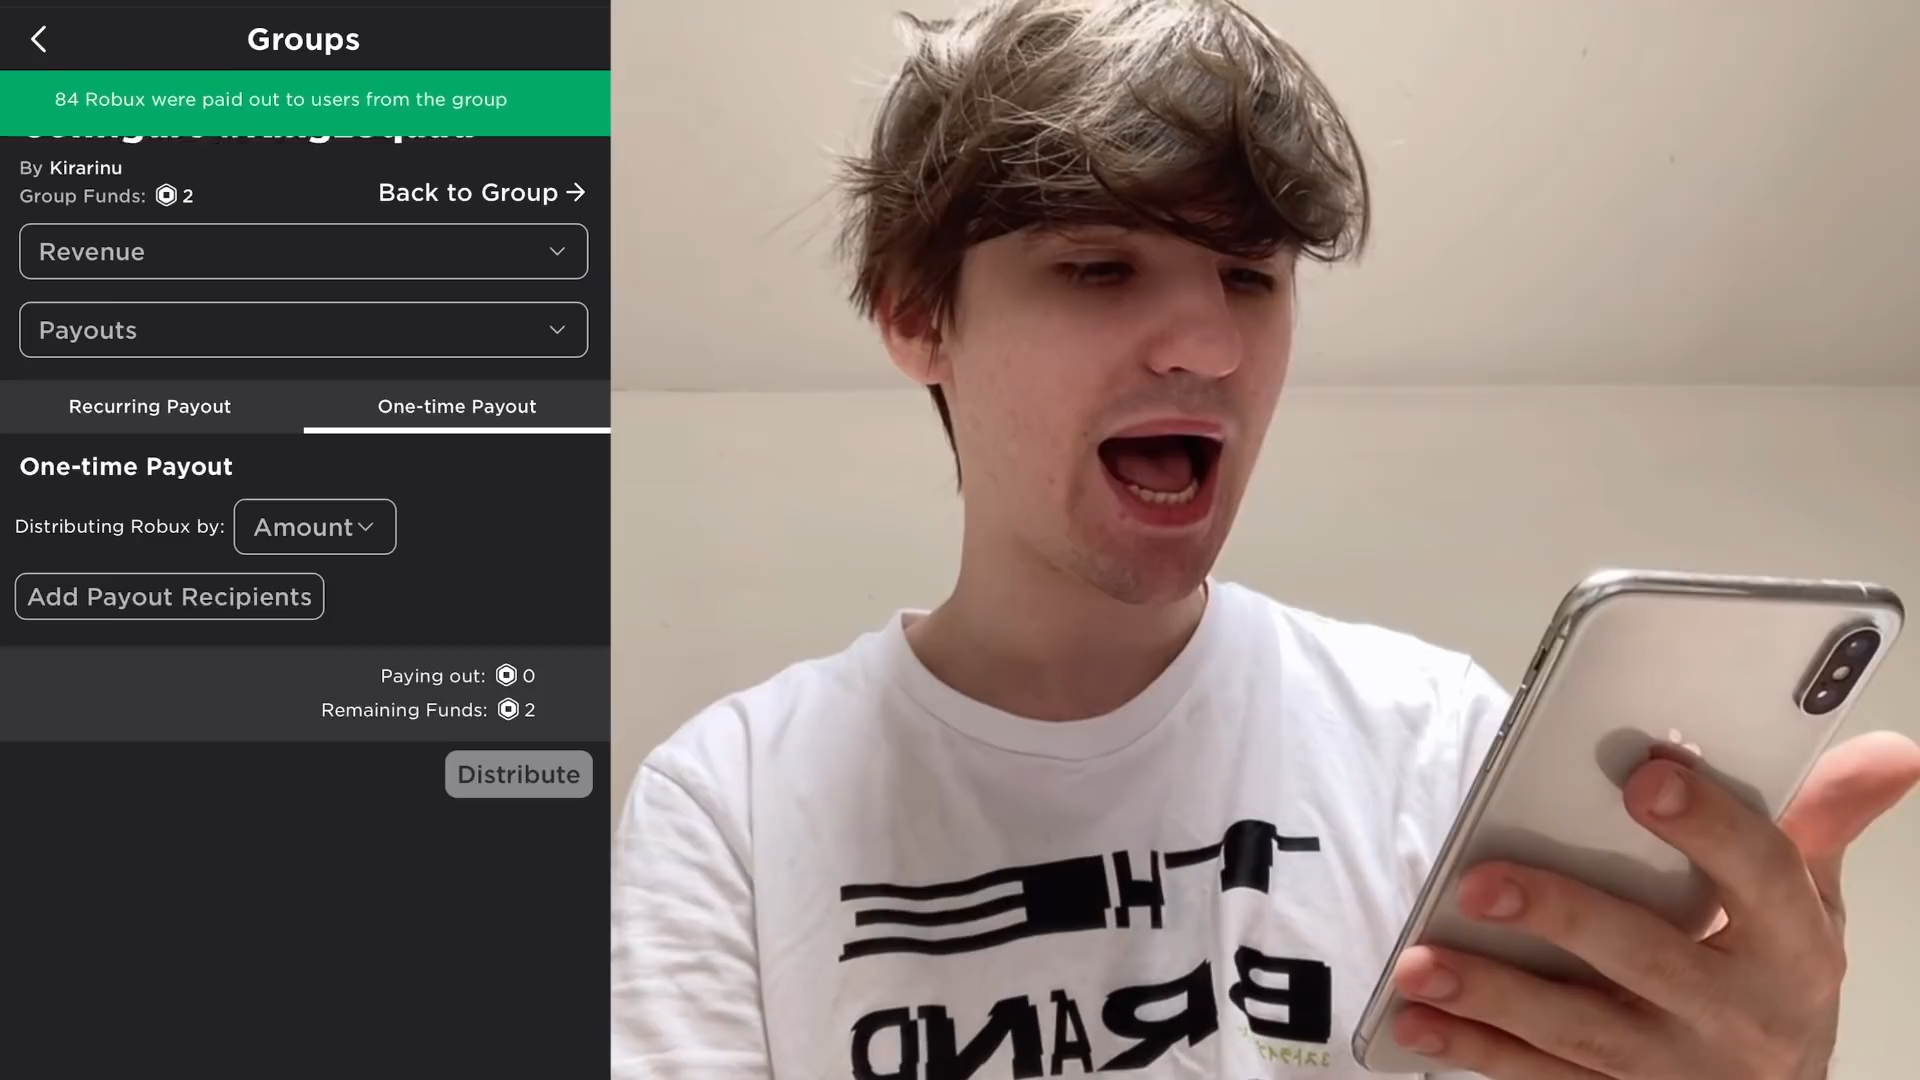 Groups
84 Robux were paid out to users from the group
By Kirarinu
Group Funds: 2
Back to Group →
Revenue
Payouts
Recurring Payout
One-time Payout
One-time Payout
Distributing Robux by: Amount
Add Payout Recipients
Paying out: 0
Remaining Funds: 2
Distribute
THE
BRAND